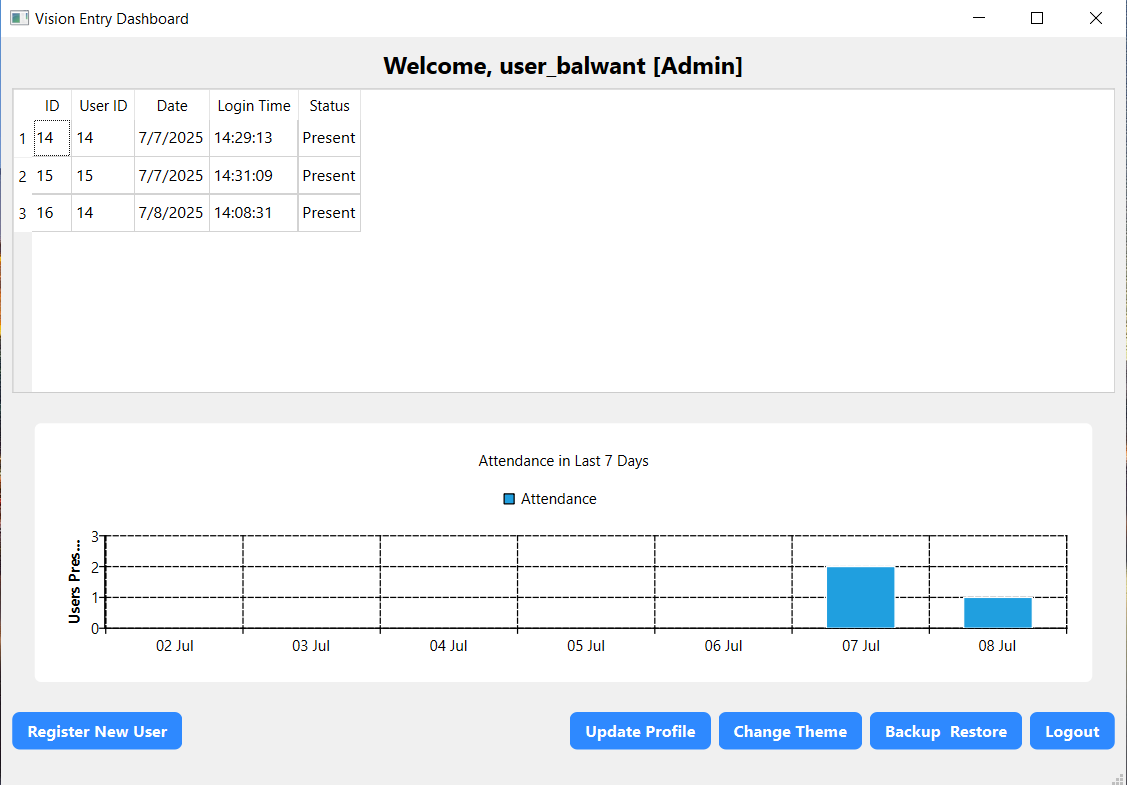 Vision Entry Dashboard
Welcome, user_balwant [Admin]
ID User ID Date Login Time Status
1 14 14 7/7/2025 14:29:13 Present
2 15 15 7/7/2025 14:31:09 Present
3 16 14 7/8/2025 14:08:31 Present
Attendance in Last 7 Days
Attendance
Users Pres...
3
2
1
0
02 Jul 03 Jul 04 Jul 05 Jul 06 Jul 07 Jul 08 Jul
Register New User Update Profile Change Theme Backup  Restore Logout